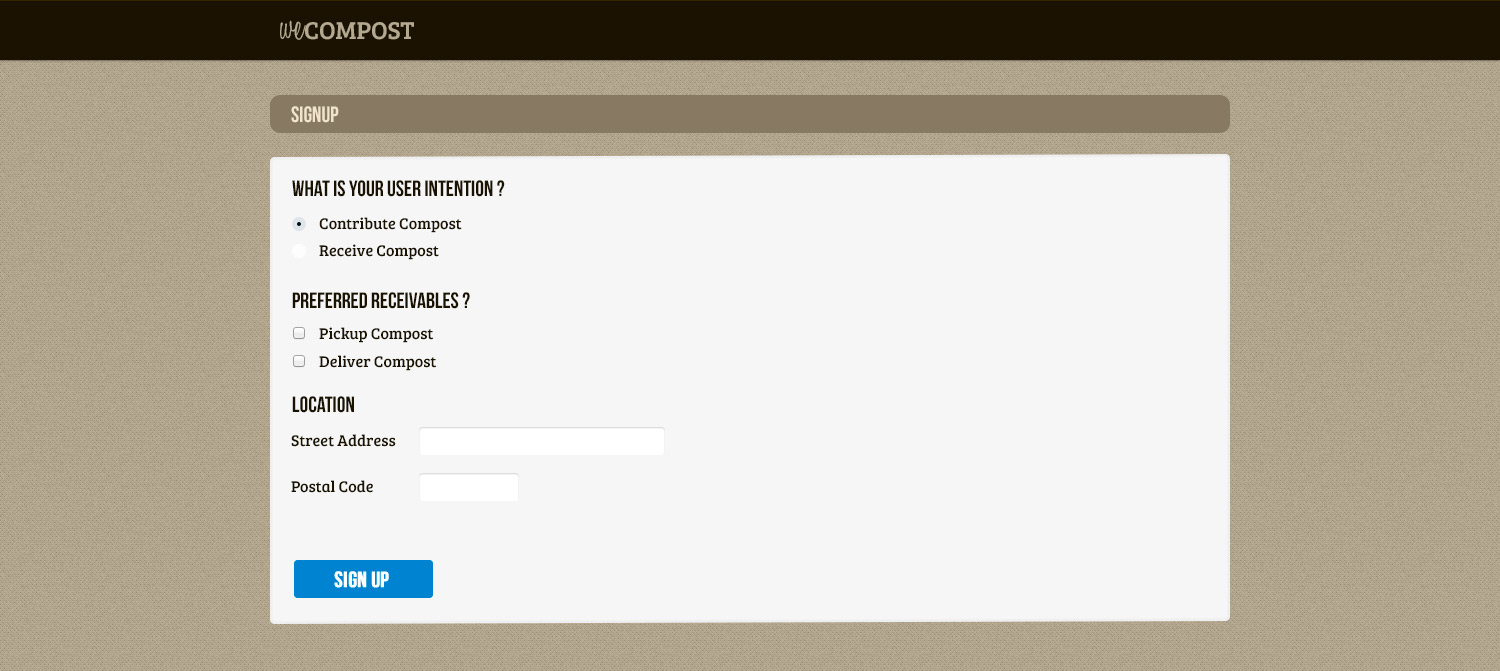 weCOMPOST
SIGNUP
WHAT IS YOUR USER INTENTION ?
Contribute Compost
Receive Compost
PREFERRED RECEIVABLES ?
Pickup Compost
Deliver Compost
LOCATION
Street Address
Postal Code
SIGN UP